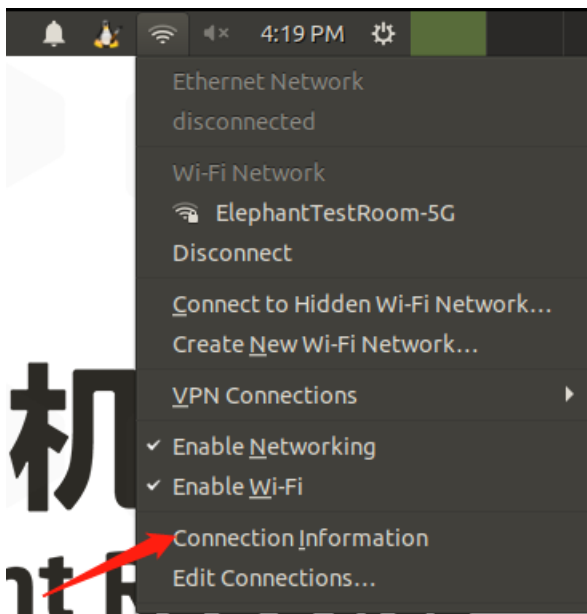 4:19 PM
Ethernet Network
disconnected
Wi-Fi Network
ElephantTestRoom-5G
Disconnect
Connect to Hidden Wi-Fi Network...
Create New Wi-Fi Network...
VPN Connections
Enable Networking
Enable Wi-Fi
机
Connection Information
Edit Connections...